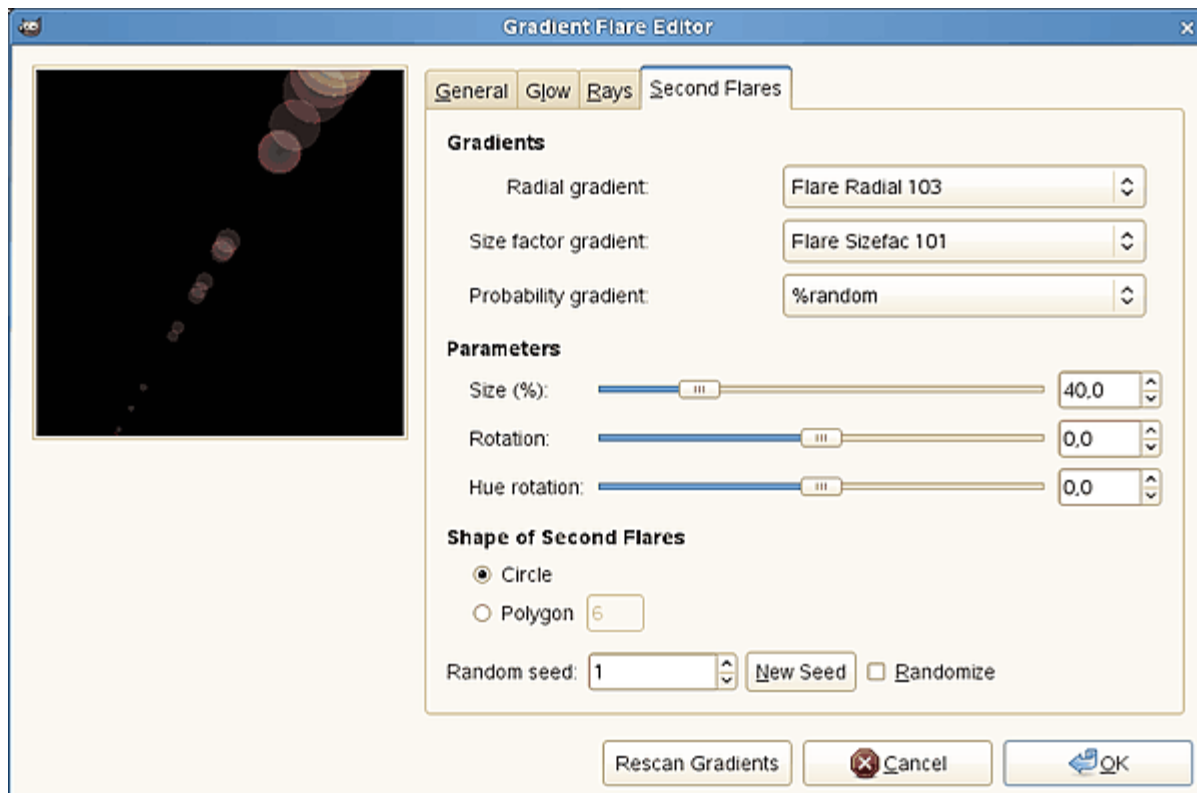 Gradient Flare Editor
General Glow Rays Second Flares
Gradients
Radial gradient: Flare Radial 103
Size factor gradient: Flare Sizefac 101
Probability gradient: %random
Parameters
Size (%): 40,0
Rotation: 0,0
Hue rotation: 0,0
Shape of Second Flares
Circle
Polygon 6
Random seed: 1 New Seed Randomize
Rescan Gradients Cancel OK